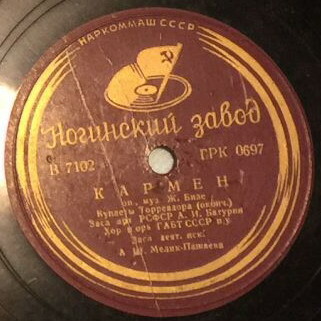 НАРКОММАШ СССР
Ногинский завод
В 7102 ГРК 0697
КАРМЕН
оп. муз Ж. Бизе
Куплеты Торреадора (оконч.)
Засл арт РСФСР А. И. Батурин
Хор и орк ГАБТ СССР п/у.
Засл деят. иск.
А Ш. Мелик-Пашаева